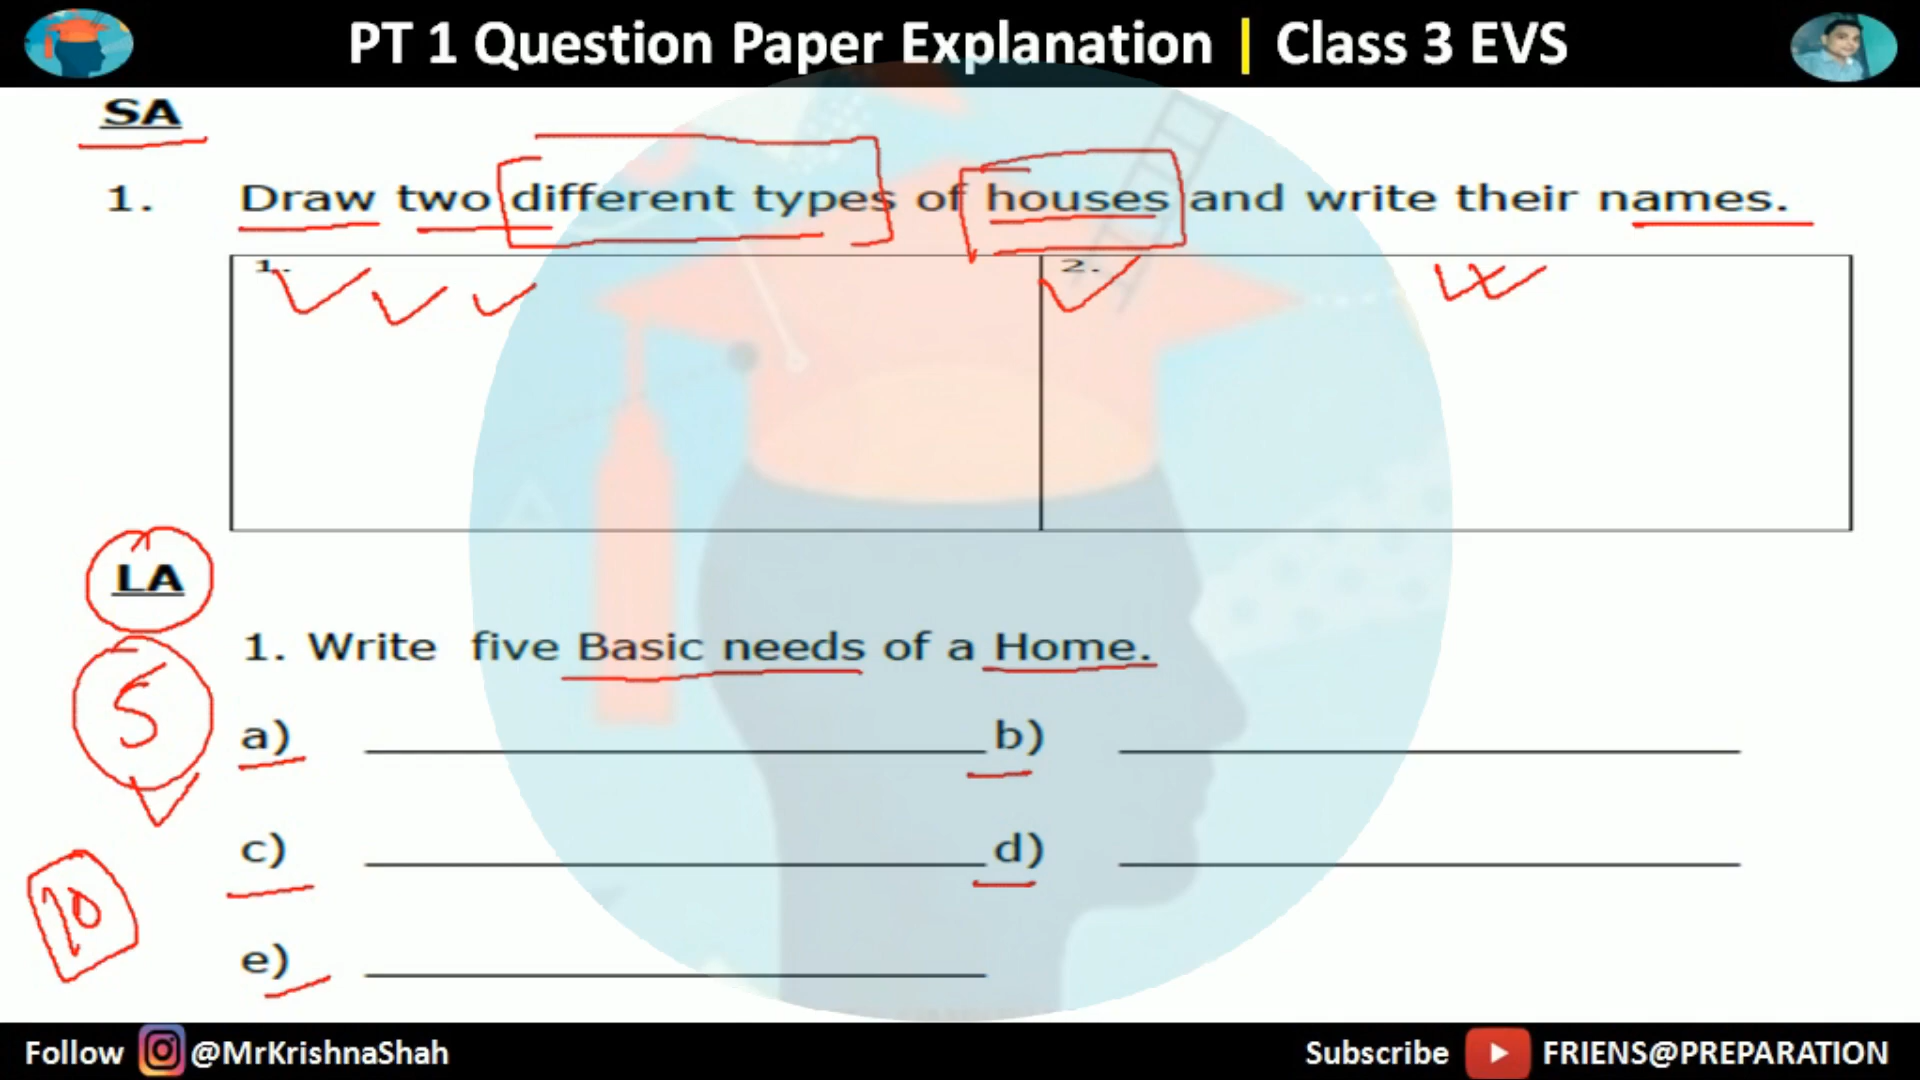 PT 1 Question Paper Explanation | Class 3 EVS
SA
1. Draw two different types of houses and write their names.
1. 2.
LA
1. Write five Basic needs of a Home.
5
a) b)
c) d)
10
e)
Follow @MrKrishnaShah Subscribe FRIENS@PREPARATION